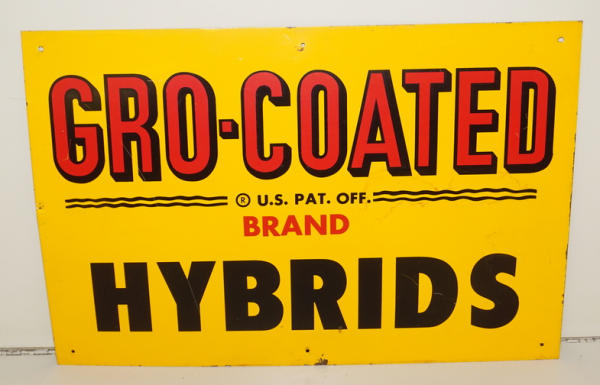 GRO-COATED
® U.S. PAT. OFF.
BRAND
HYBRIDS